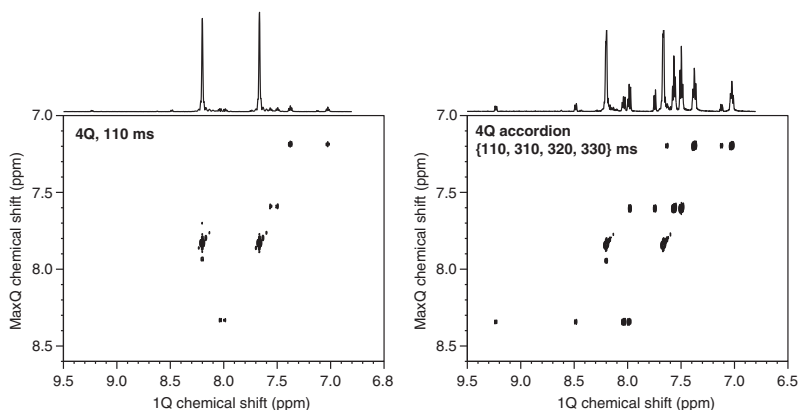 7.0
4Q, 110 ms
7.5
8.0
8.5
9.5 9.0 8.5 8.0 7.5 7.0 6.8
1Q chemical shift (ppm)
MaxQ chemical shift (ppm)
7.0
4Q accordion
{110, 310, 320, 330} ms
7.5
8.0
8.5
9.5 9.0 8.5 8.0 7.5 7.0 6.5
1Q chemical shift (ppm)
MaxQ chemical shift (ppm)